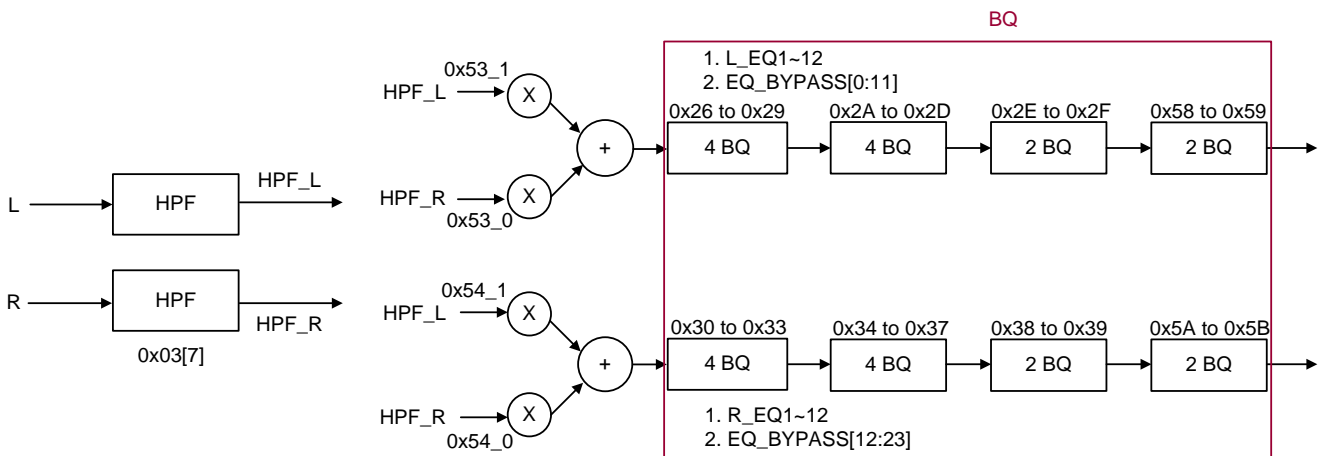 BQ
1. L_EQ1~12
2. EQ_BYPASS[0:11]
0x53_1
HPF_L
X
0x26 to 0x29
0x2A to 0x2D
0x2E to 0x2F
0x58 to 0x59
+
4 BQ
4 BQ
2 BQ
2 BQ
HPF_R
X
0x53_0
L
HPF
HPF_L
R
HPF
HPF_R
0x03[7]
0x54_1
HPF_L
X
0x30 to 0x33
0x34 to 0x37
0x38 to 0x39
0x5A to 0x5B
+
4 BQ
4 BQ
2 BQ
2 BQ
HPF_R
X
0x54_0
1. R_EQ1~12
2. EQ_BYPASS[12:23]